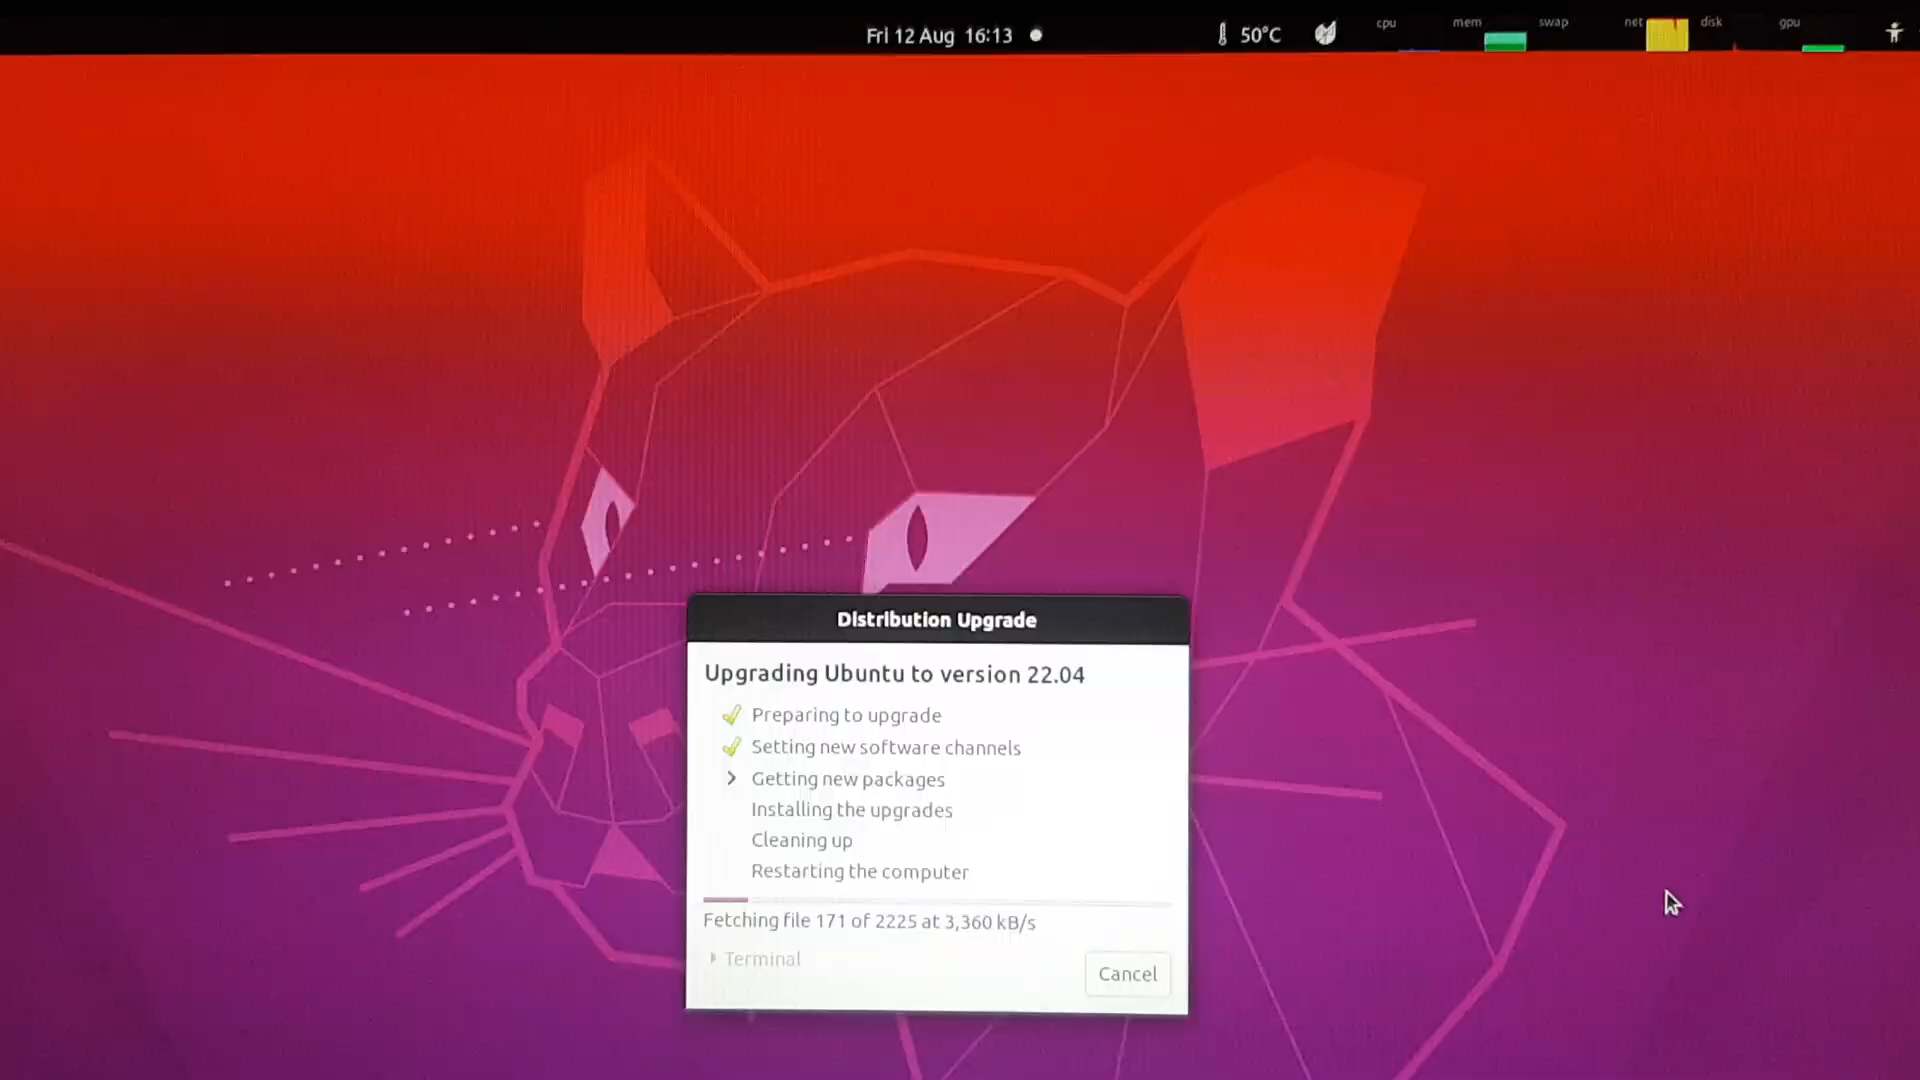 Fri 12 Aug 16:13
50°C
cpu
mem
swap
net
disk
gpu
Distribution Upgrade
Upgrading Ubuntu to version 22.04
Preparing to upgrade
Setting new software channels
Getting new packages
Installing the upgrades
Cleaning up
Restarting the computer
Fetching file 171 of 2225 at 3,360 kB/s
Terminal
Cancel